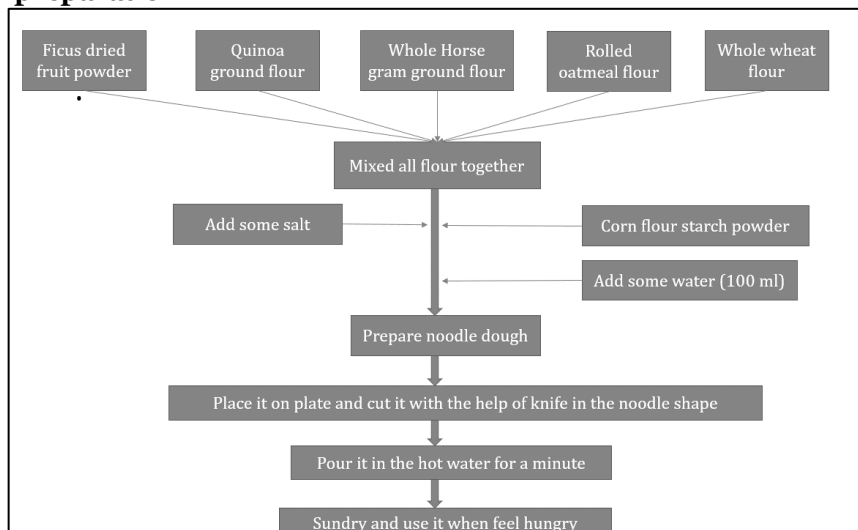 Ficus dried
fruit powder
Quinoa
ground flour
Whole Horse
gram ground flour
Rolled
oatmeal flour
Whole wheat
flour
Mixed all flour together
Add some salt
Corn flour starch powder
Add some water (100 ml)
Prepare noodle dough
Place it on plate and cut it with the help of knife in the noodle shape
Pour it in the hot water for a minute
Sundry and use it when feel hungry